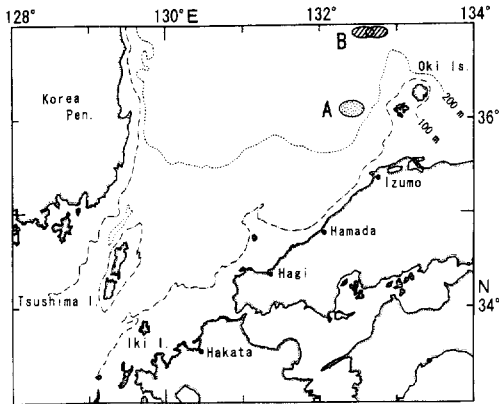 128°
130°E
132°
134°
B
Oki Is.
Korea
Pen.
A
200 m
100 m
36°
Izumo
Hamada
Hagi
N
Tsushima I.
34°
Iki I.
Hakata